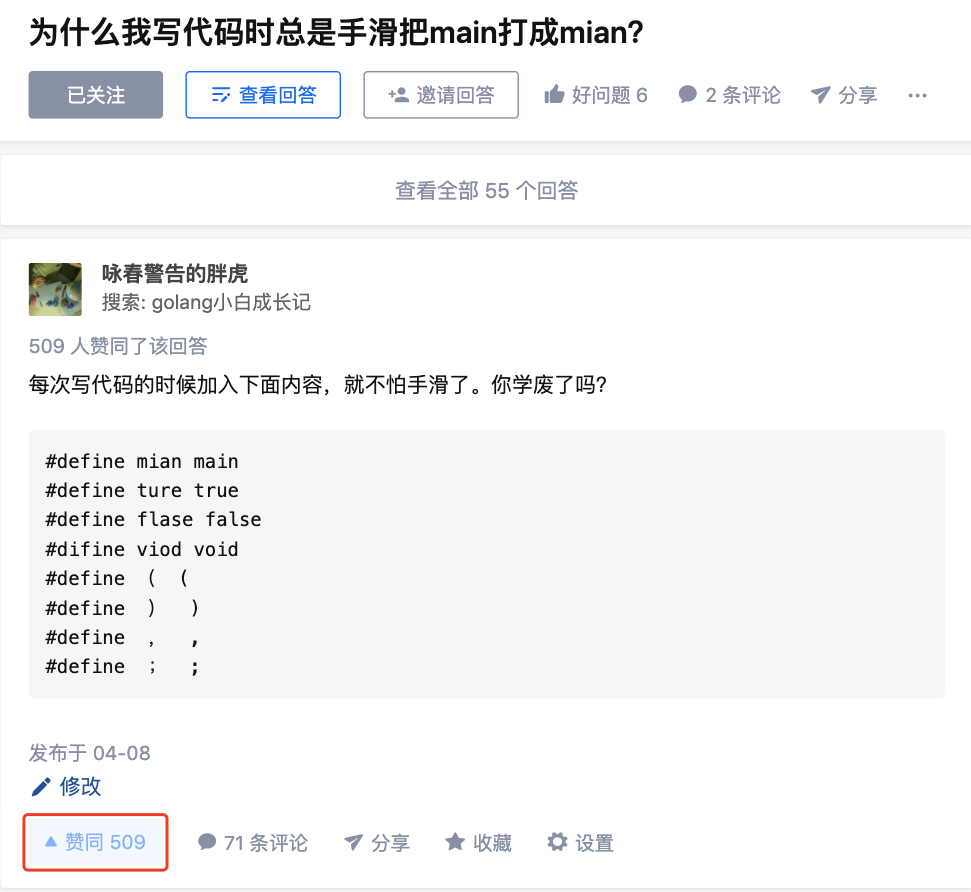 为什么我写代码时总是手滑把main打成mian?
已关注 查看回答 邀请回答 好问题 6 2 条评论 分享 ···
查看全部 55 个回答
咏春警告的胖虎
搜索: golang小白成长记
509 人赞同了该回答
每次写代码的时候加入下面内容，就不怕手滑了。你学废了吗?
#define mian main
#define ture true
#define flase false
#difine viod void
#define （ (
#define ） )
#define ， ,
#define ； ;
发布于 04-08
修改
赞同 509 71 条评论 分享 收藏 设置